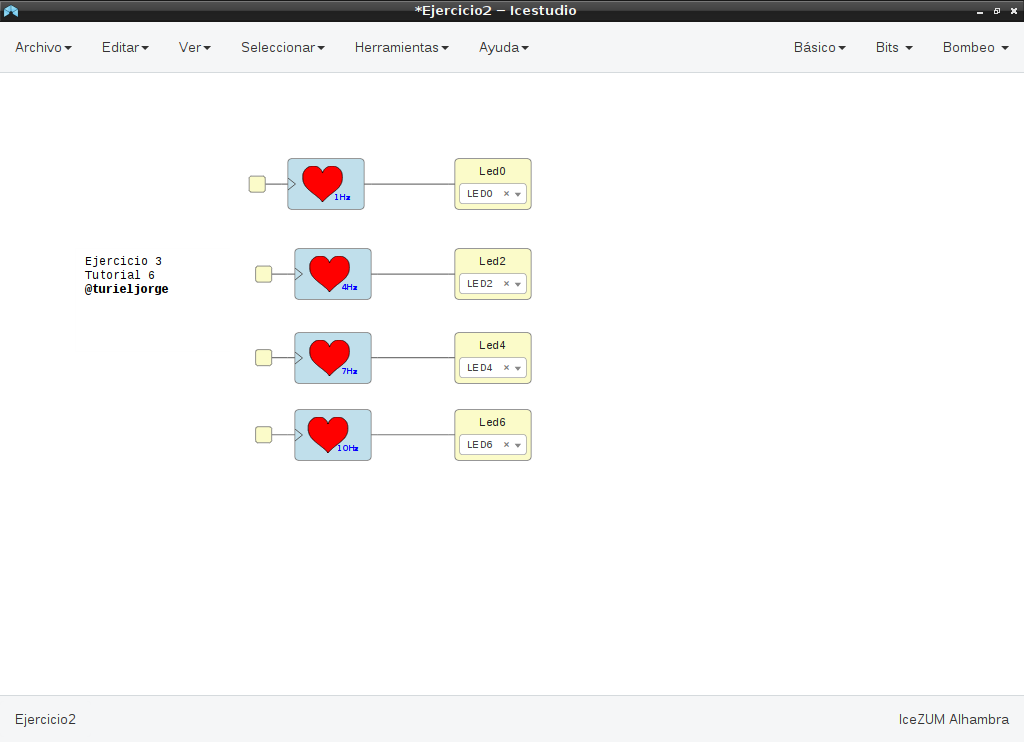 *Ejercicio2 – Icestudio
Archivo Editar Ver Seleccionar Herramientas Ayuda Básico Bits Bombeo
Led0
LED0
1Hz
Ejercicio 3
Tutorial 6
@turieljorge
Led2
LED2
4Hz
Led4
LED4
7Hz
Led6
LED6
10Hz
Ejercicio2 IceZUM Alhambra